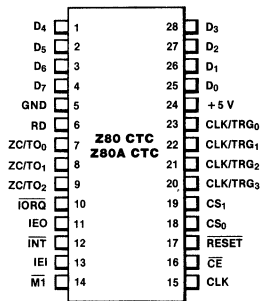 D4 1 28 D3
D5 2 27 D2
D6 3 26 D1
D7 4 25 D0
GND 5 24 +5 V
RD 6 23 CLK/TRG0
ZC/TO0 7 Z80 CTC 22 CLK/TRG1
ZC/TO1 8 Z80A CTC 21 CLK/TRG2
ZC/TO2 9 20 CLK/TRG3
IORQ 10 19 CS1
IEO 11 18 CS0
INT 12 17 RESET
IEI 13 16 CE
M1 14 15 CLK